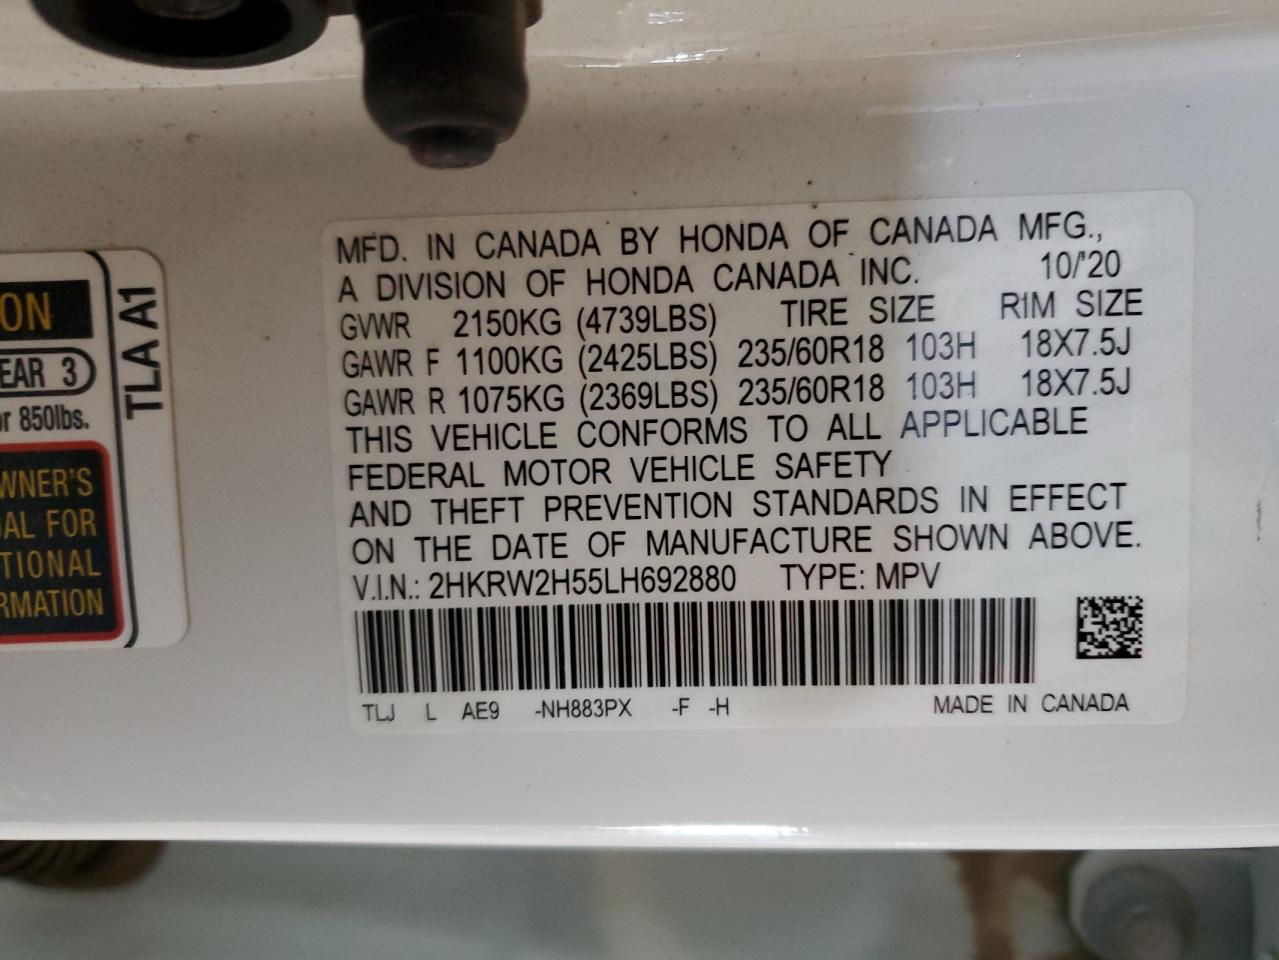 ON
EAR 3
or 850lbs.
WNER'S
FOR
TIONAL
RMATION
TLA A1
MFD. IN CANADA BY HONDA OF CANADA MFG.,
A DIVISION OF HONDA CANADA INC. 10/'20
GVWR 2150KG (4739LBS) TIRE SIZE RIM SIZE
GAWR F 1100KG (2425LBS) 235/60R18 103H 18X7.5J
GAWR R 1075KG (2369LBS) 235/60R18 103H 18X7.5J
THIS VEHICLE CONFORMS TO ALL APPLICABLE
FEDERAL MOTOR VEHICLE SAFETY
AND THEFT PREVENTION STANDARDS IN EFFECT
ON THE DATE OF MANUFACTURE SHOWN ABOVE.
V.I.N.: 2HKRW2H55LH692880 TYPE: MPV
TLJ L AE9 -NH883PX -F -H MADE IN CANADA